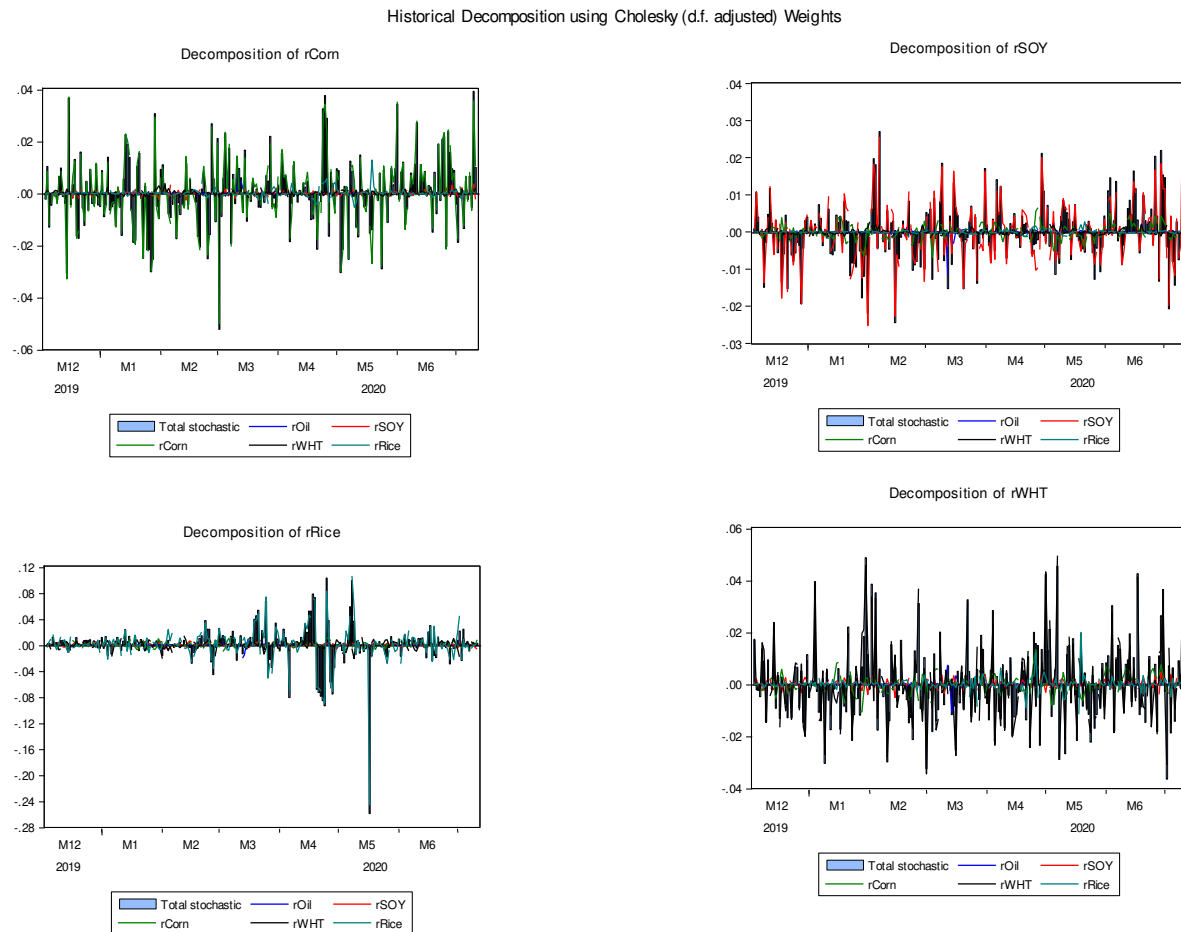 Historical Decomposition using Cholesky (d.f. adjusted) Weights
Decomposition of rCorn
.04
.02
.00
-.02
-.04
-.06
M12 M1 M2 M3 M4 M5 M6
2019 2020
Total stochastic rOil rSOY
rCorn rWHT rRice
Decomposition of rSOY
.04
.03
.02
.01
.00
-.01
-.02
-.03
M12 M1 M2 M3 M4 M5 M6
2019 2020
Total stochastic rOil rSOY
rCorn rWHT rRice
Decomposition of rRice
.12
.08
.04
.00
-.04
-.08
-.12
-.16
-.20
-.24
-.28
M12 M1 M2 M3 M4 M5 M6
2019 2020
Total stochastic rOil rSOY
rCorn rWHT rRice
Decomposition of rWHT
.06
.04
.02
.00
-.02
-.04
M12 M1 M2 M3 M4 M5 M6
2019 2020
Total stochastic rOil rSOY
rCorn rWHT rRice